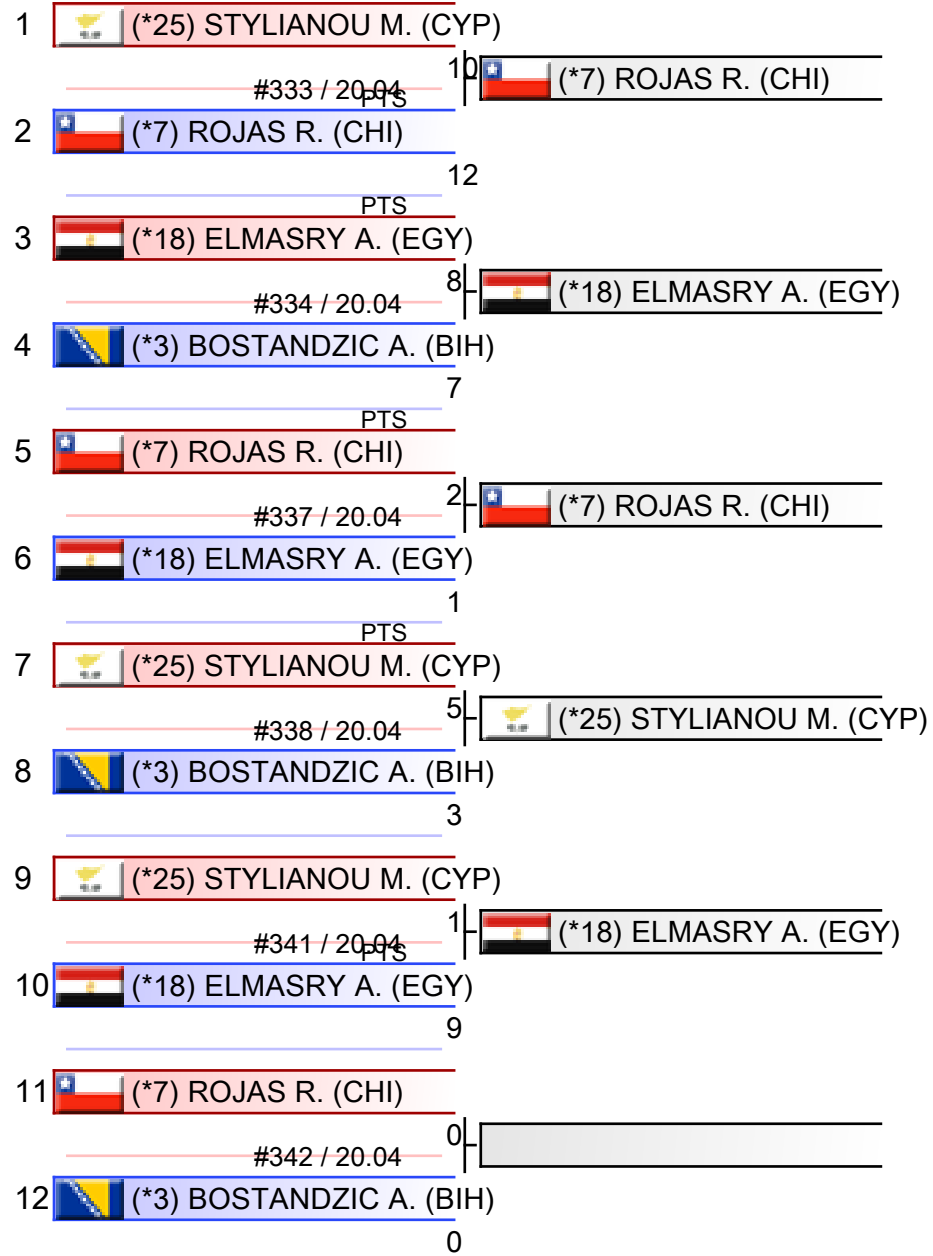 1 (*25) STYLIANOU M. (CYP)
10 (*7) ROJAS R. (CHI)
#333 / 20.04
PTS
2 (*7) ROJAS R. (CHI)
12
PTS
3 (*18) ELMASRY A. (EGY)
8 (*18) ELMASRY A. (EGY)
#334 / 20.04
4 (*3) BOSTANDZIC A. (BIH)
7
PTS
5 (*7) ROJAS R. (CHI)
2 (*7) ROJAS R. (CHI)
#337 / 20.04
6 (*18) ELMASRY A. (EGY)
1
PTS
7 (*25) STYLIANOU M. (CYP)
5 (*25) STYLIANOU M. (CYP)
#338 / 20.04
8 (*3) BOSTANDZIC A. (BIH)
3
9 (*25) STYLIANOU M. (CYP)
1 (*18) ELMASRY A. (EGY)
#341 / 20.04
PTS
10 (*18) ELMASRY A. (EGY)
9
11 (*7) ROJAS R. (CHI)
0
#342 / 20.04
12 (*3) BOSTANDZIC A. (BIH)
0